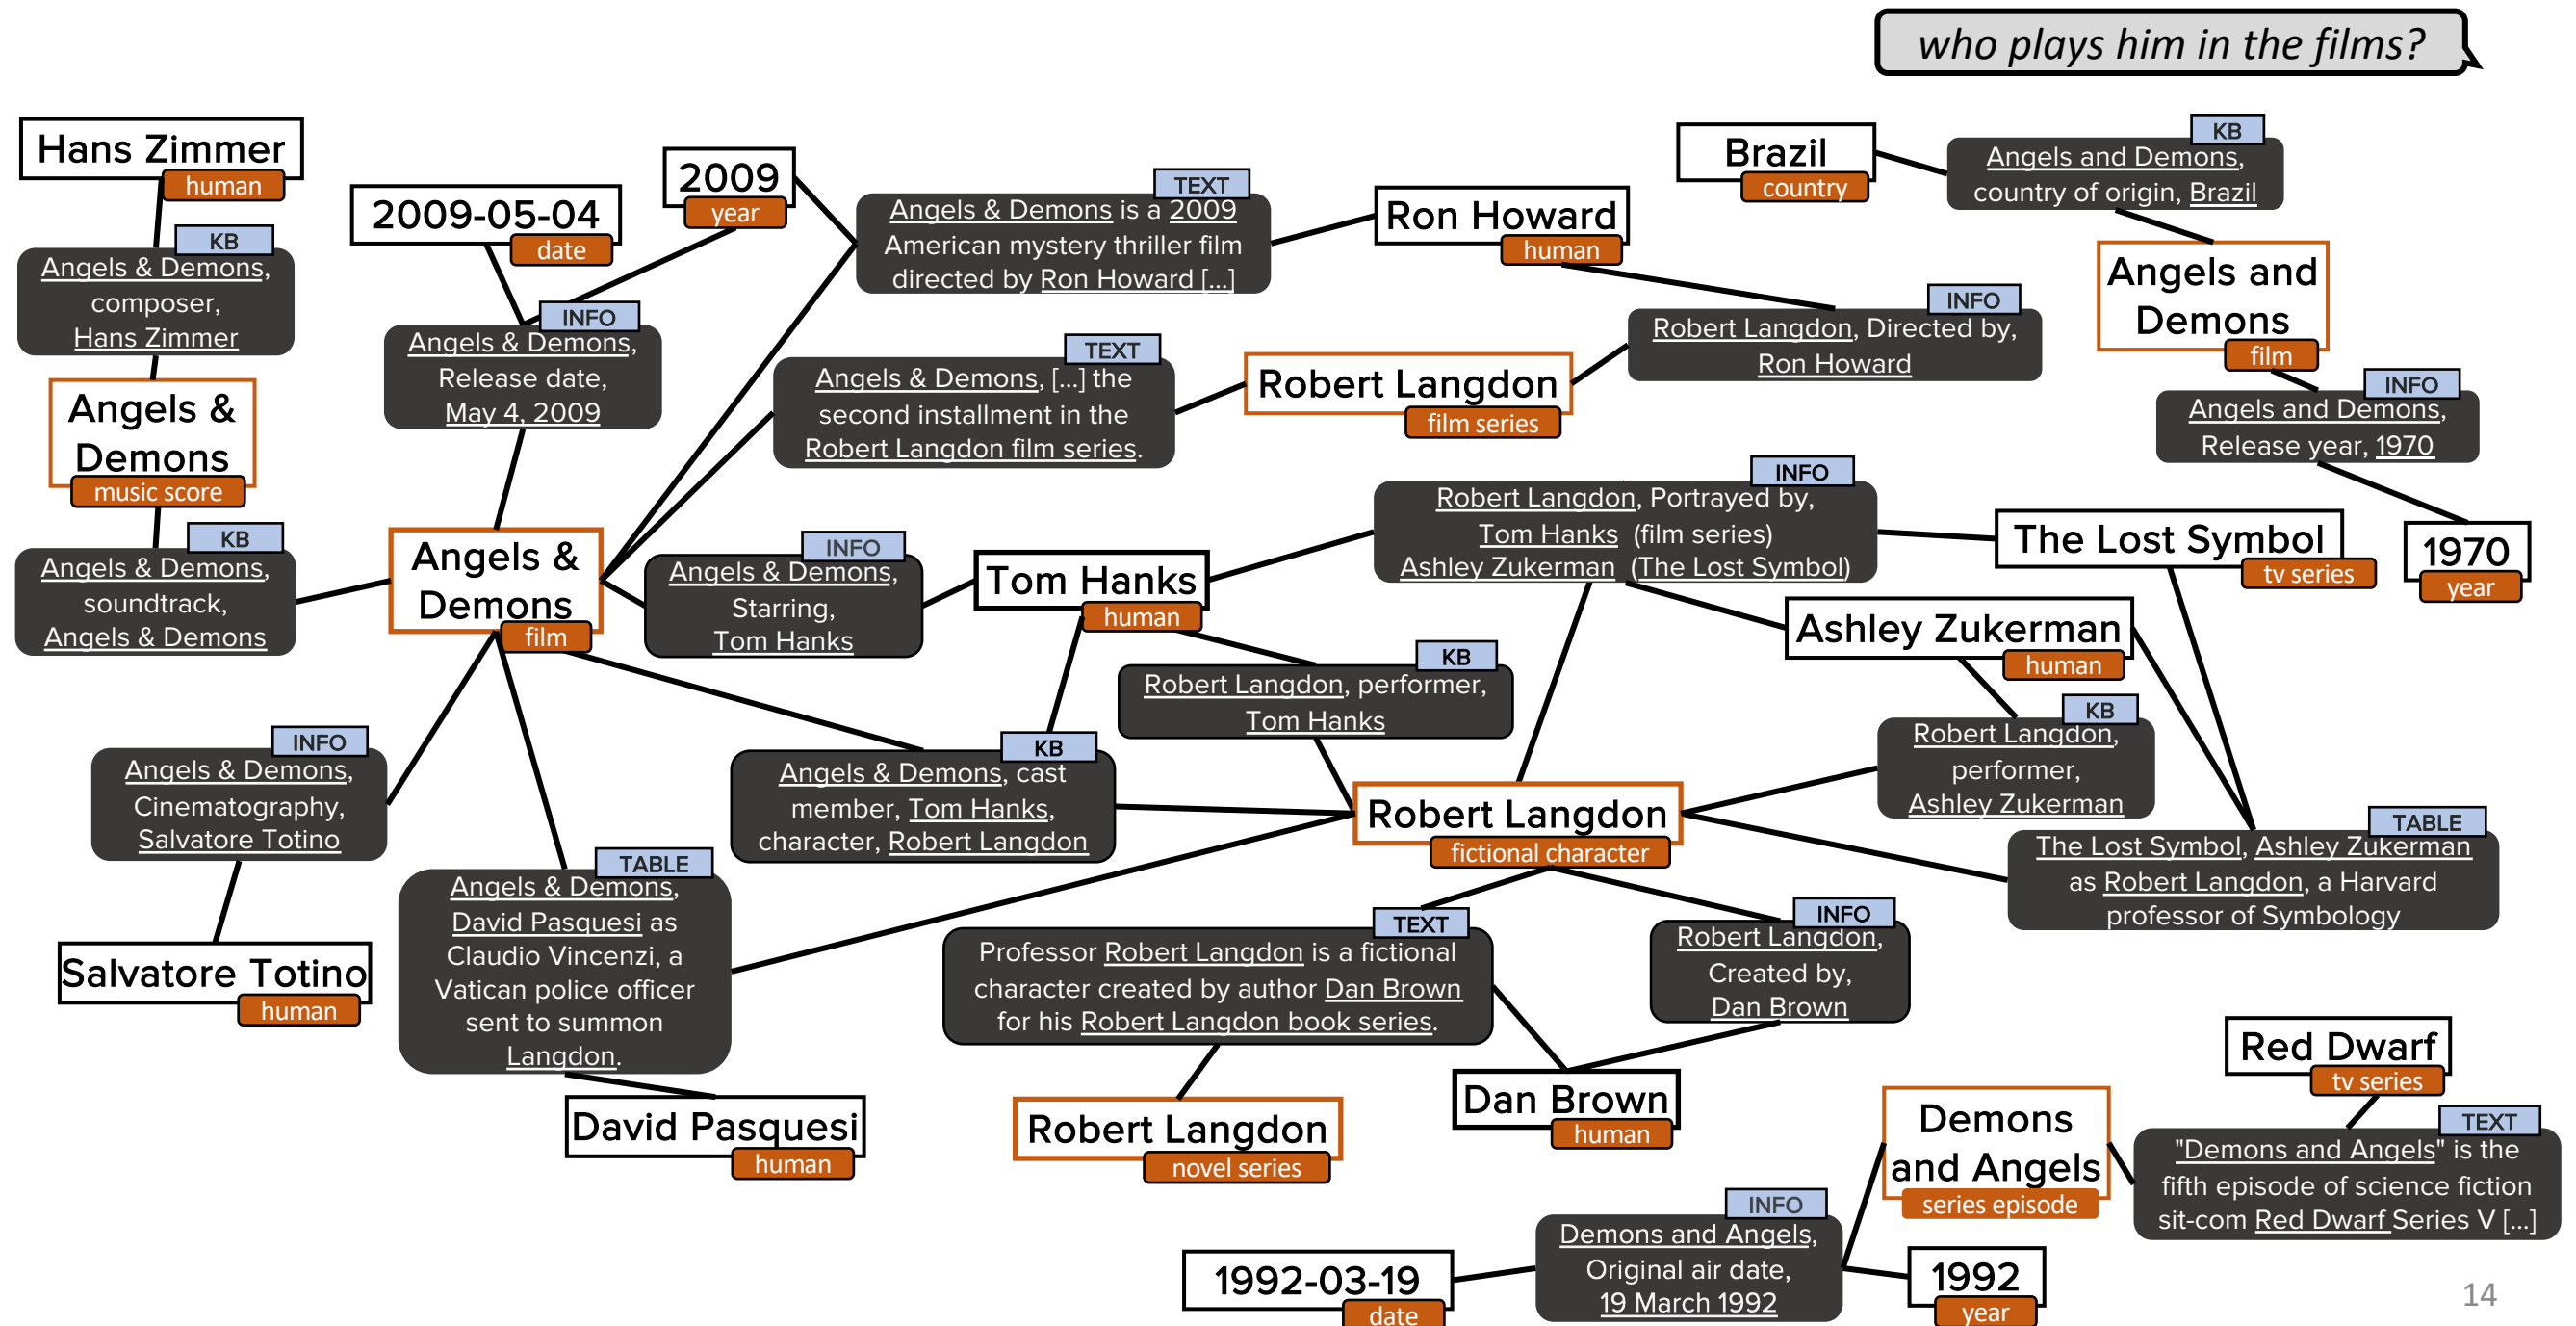 who plays him in the films?
Hans Zimmer
human
KB
Angels & Demons,
composer,
Hans Zimmer
Angels &
Demons
music score
KB
Angels & Demons,
soundtrack,
Angels & Demons
2009-05-04
date
2009
year
INFO
Angels & Demons,
Release date,
May 4, 2009
TEXT
Angels & Demons is a 2009
American mystery thriller film
directed by Ron Howard [...]
Ron Howard
human
TEXT
Angels & Demons, [...] the
second installment in the
Robert Langdon film series.
Robert Langdon
film series
INFO
Robert Langdon, Directed by,
Ron Howard
Brazil
country
KB
Angels and Demons,
country of origin, Brazil
Angels and
Demons
film
INFO
Angels and Demons,
Release year, 1970
1970
year
Angels &
Demons
film
INFO
Angels & Demons,
Starring,
Tom Hanks
Tom Hanks
human
INFO
Robert Langdon, Portrayed by,
Tom Hanks (film series)
Ashley Zukerman (The Lost Symbol)
The Lost Symbol
tv series
Ashley Zukerman
human
KB
Robert Langdon, performer,
Tom Hanks
KB
Robert Langdon,
performer,
Ashley Zukerman
INFO
Angels & Demons,
Cinematography,
Salvatore Totino
Salvatore Totino
human
KB
Angels & Demons, cast
member, Tom Hanks,
character, Robert Langdon
Robert Langdon
fictional character
TABLE
The Lost Symbol, Ashley Zukerman
as Robert Langdon, a Harvard
professor of Symbology
TABLE
Angels & Demons,
David Pasquesi as
Claudio Vincenzi, a
Vatican police officer
sent to summon
Langdon.
David Pasquesi
human
TEXT
Professor Robert Langdon is a fictional
character created by author Dan Brown
for his Robert Langdon book series.
INFO
Robert Langdon,
Created by,
Dan Brown
Robert Langdon
novel series
Dan Brown
human
Red Dwarf
tv series
Demons
and Angels
series episode
TEXT
"Demons and Angels" is the
fifth episode of science fiction
sit-com Red Dwarf Series V [...]
INFO
Demons and Angels,
Original air date,
19 March 1992
1992-03-19
date
1992
year
14